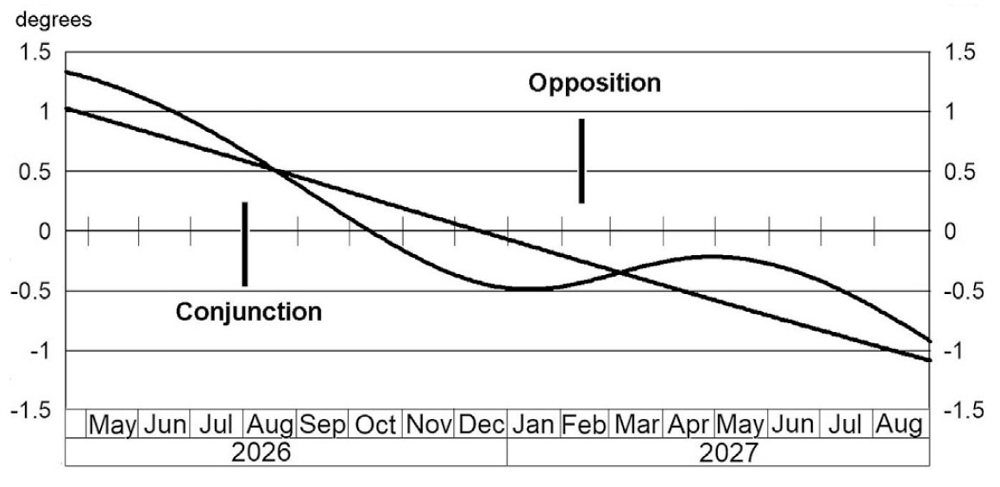 degrees
1.5 1.5
Opposition
1 1
0.5 0.5
0 0
-0.5 -0.5
Conjunction
-1 -1
-1.5 -1.5
May Jun Jul Aug Sep Oct Nov Dec Jan Feb Mar Apr May Jun Jul Aug
2026 2027